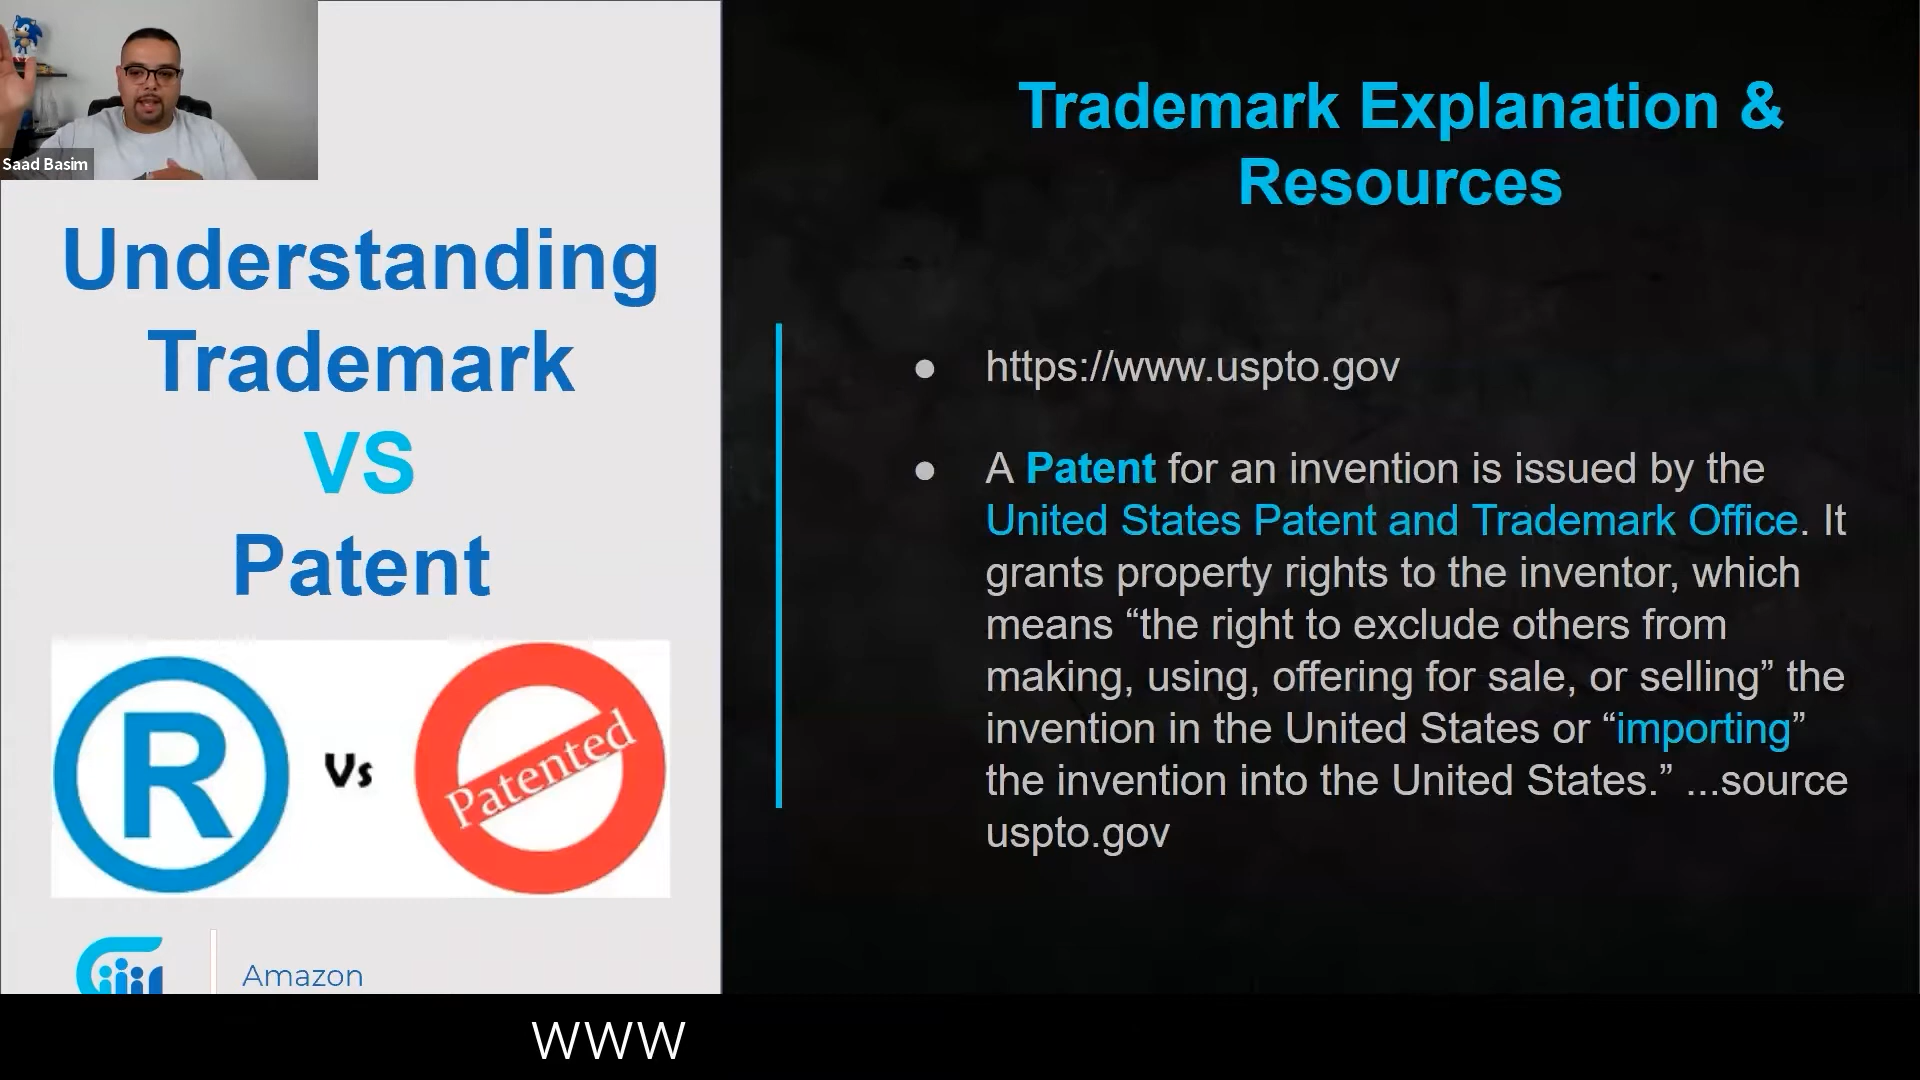 Saad Basim
Understanding
Trademark
VS
Patent
R
Vs
Patented
Amazon
Trademark Explanation &
Resources
● https://www.uspto.gov
● A Patent for an invention is issued by the
United States Patent and Trademark Office. It
grants property rights to the inventor, which
means “the right to exclude others from
making, using, offering for sale, or selling” the
invention in the United States or “importing”
the invention into the United States.” ...source
uspto.gov
WWW